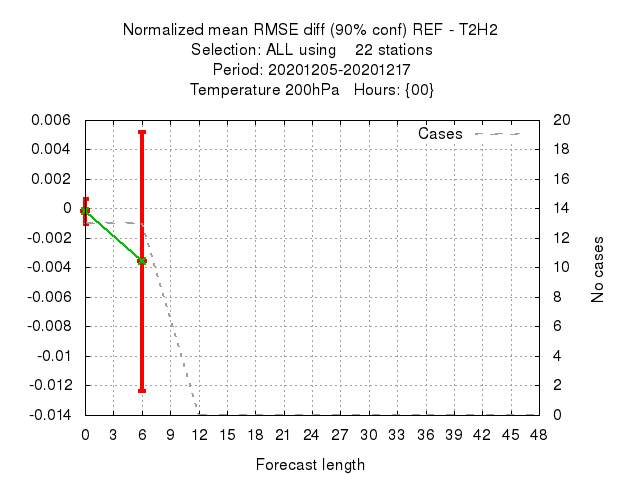 Normalized mean RMSE diff (90% conf) REF - T2H2
Selection: ALL using    22 stations
Period: 20201205-20201217
Temperature 200hPa   Hours: {00}
Cases
0.006
0.004
0.002
0
-0.002
-0.004
-0.006
-0.008
-0.01
-0.012
-0.014
20
18
16
14
12
10
8
6
4
2
0
No cases
0 3 6 9 12 15 18 21 24 27 30 33 36 39 42 45 48
Forecast length